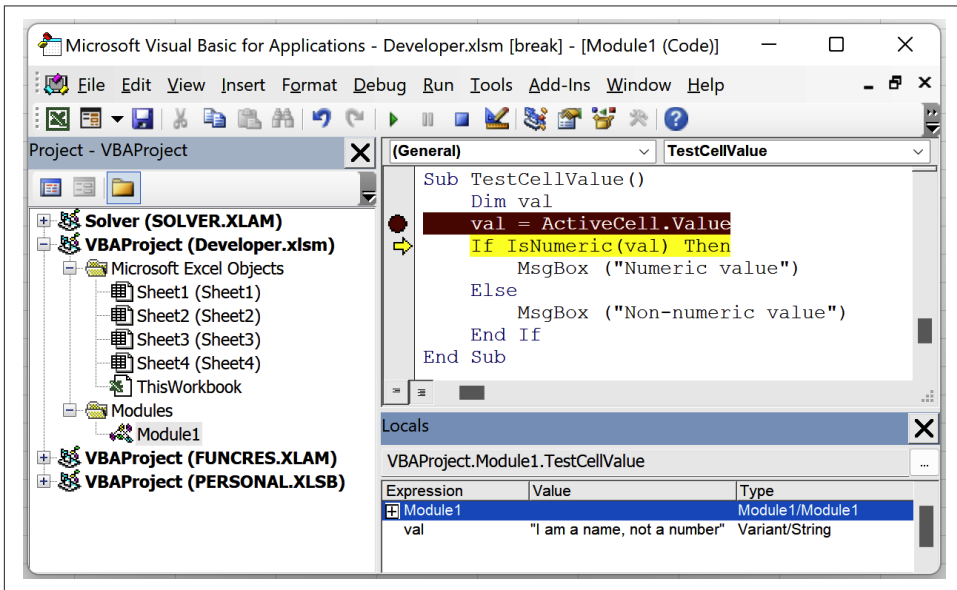 Microsoft Visual Basic for Applications - Developer.xlsm [break] - [Module1 (Code)]
File Edit View Insert Format Debug Run Tools Add-Ins Window Help
Project - VBAProject
Solver (SOLVER.XLAM)
VBAProject (Developer.xlsm)
Microsoft Excel Objects
Sheet1 (Sheet1)
Sheet2 (Sheet2)
Sheet3 (Sheet3)
Sheet4 (Sheet4)
ThisWorkbook
Modules
Module1
VBAProject (FUNCRES.XLAM)
VBAProject (PERSONAL.XLSB)
(General) TestCellValue
Sub TestCellValue()
Dim val
val = ActiveCell.Value
If IsNumeric(val) Then
MsgBox ("Numeric value")
Else
MsgBox ("Non-numeric value")
End If
End Sub
Locals
VBAProject.Module1.TestCellValue
...
Expression Value Type
Module1 Module1/Module1
val "I am a name, not a number" Variant/String